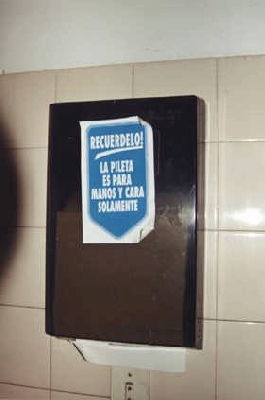 RECUERDELO!
LA PILETA
ES PARA
MANOS Y CARA
SOLAMENTE